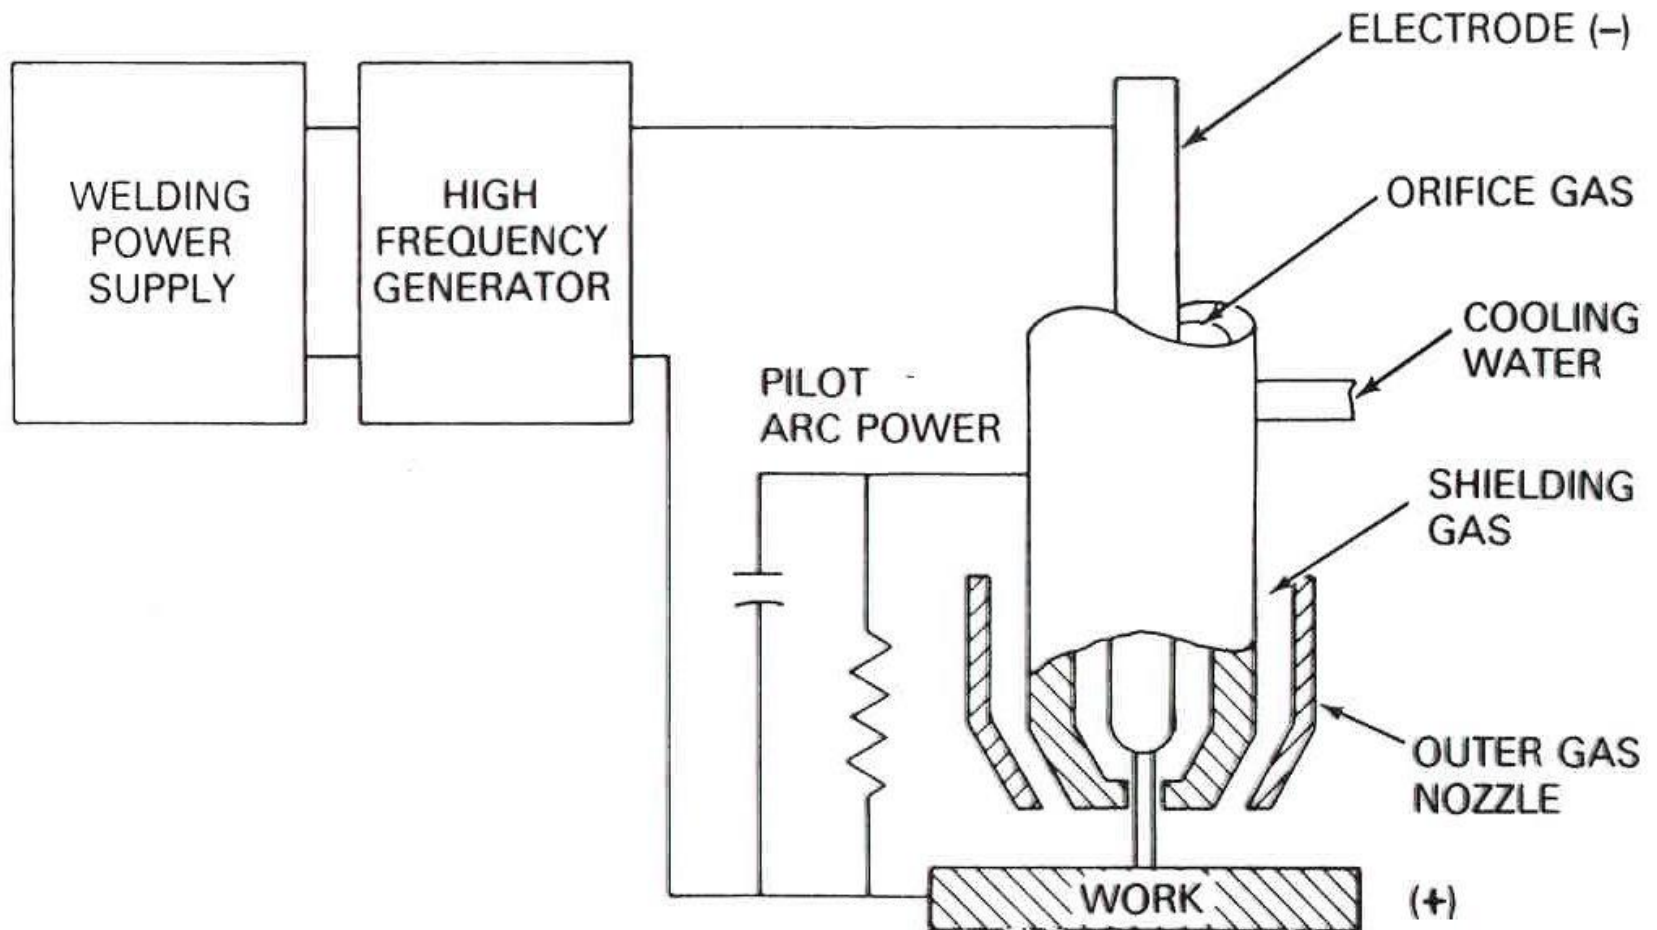 ELECTRODE (–)
WELDING
POWER
SUPPLY
HIGH
FREQUENCY
GENERATOR
ORIFICE GAS
COOLING
WATER
PILOT
ARC POWER
SHIELDING
GAS
OUTER GAS
NOZZLE
WORK
(+)